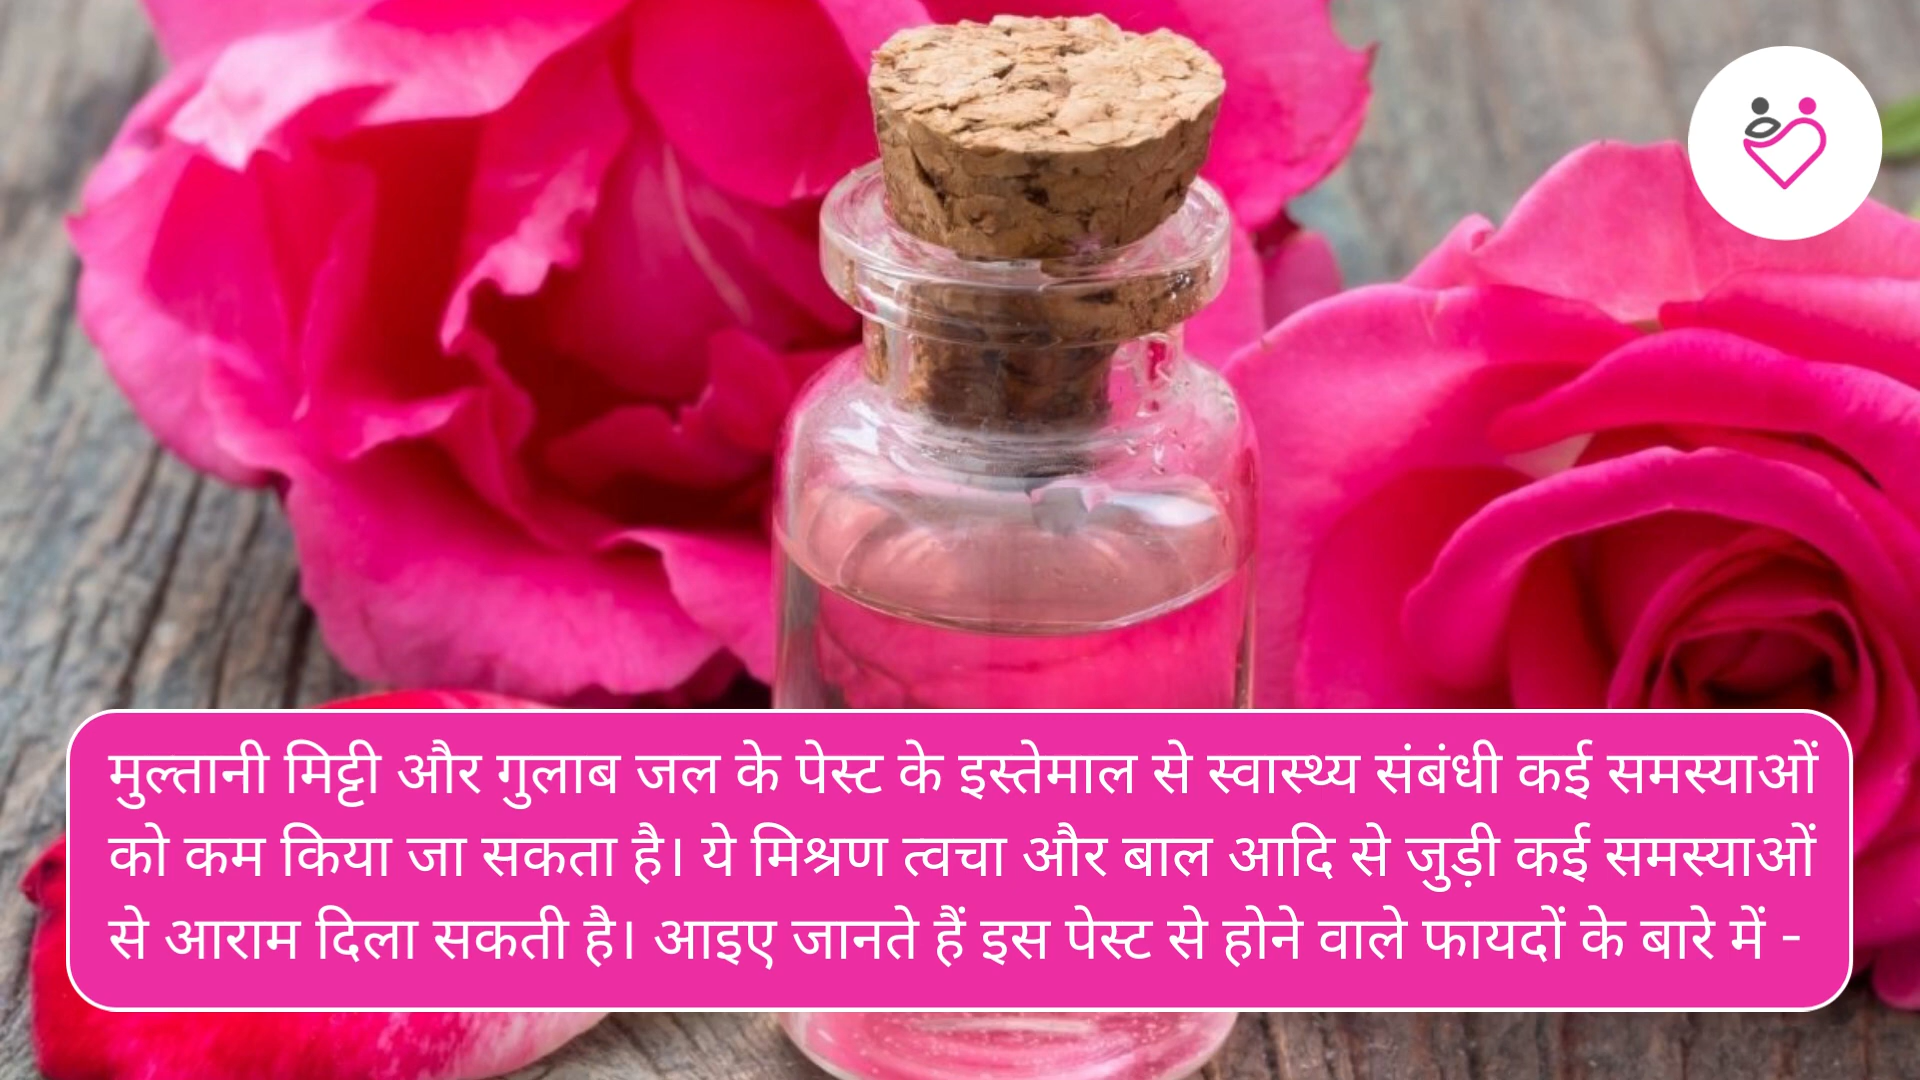 मुल्तानी मिट्टी और गुलाब जल के पेस्ट के इस्तेमाल से स्वास्थ्य संबंधी कई समस्याओं
को कम किया जा सकता है। ये मिश्रण त्वचा और बाल आदि से जुड़ी कई समस्याओं
से आराम दिला सकती है। आइए जानते हैं इस पेस्ट से होने वाले फायदों के बारे में -